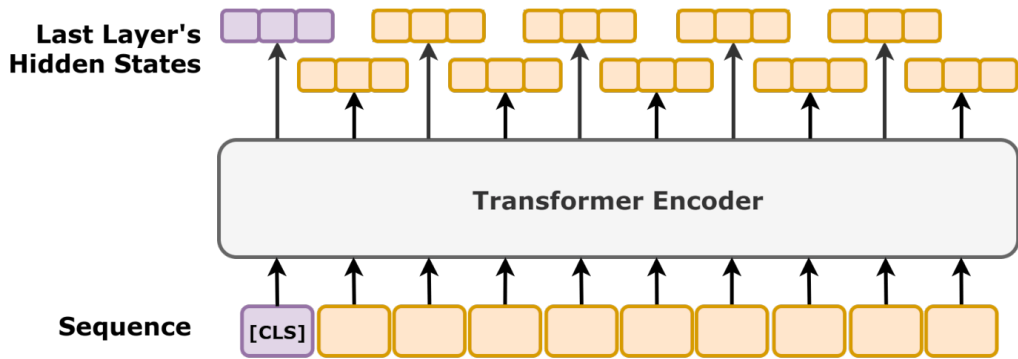 Last Layer's
Hidden States
Transformer Encoder
Sequence
[CLS]